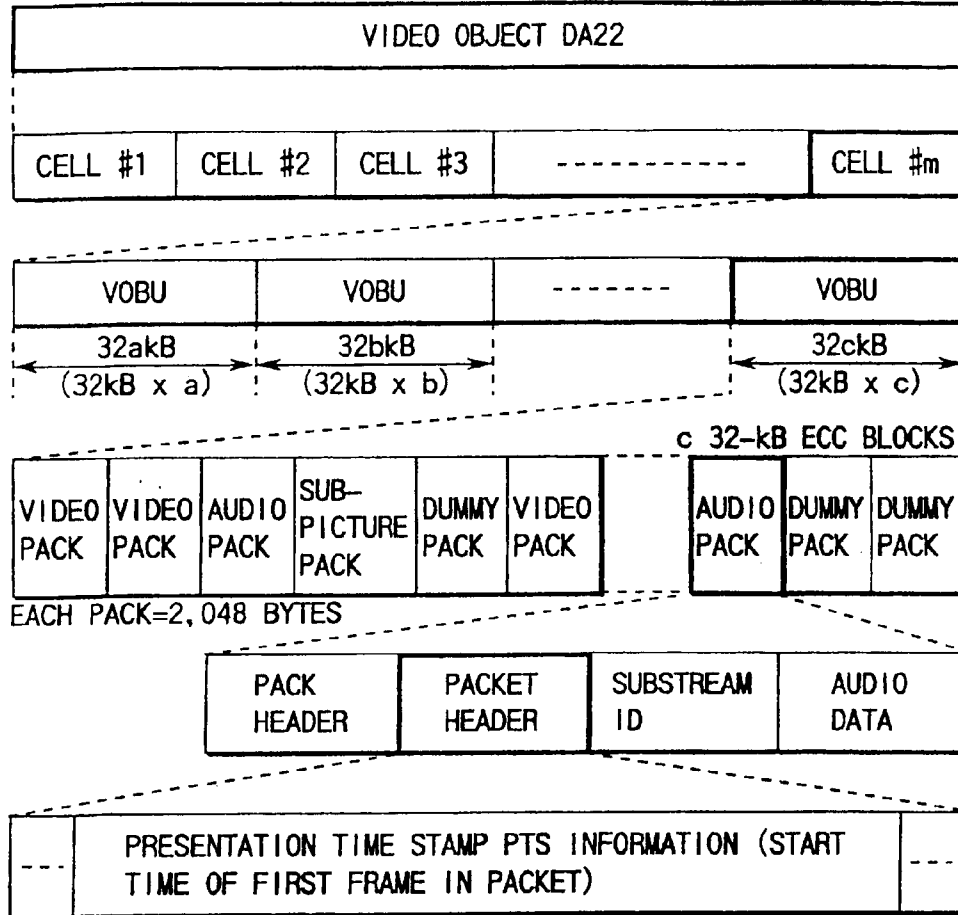 VIDEO OBJECT DA22
CELL #1 CELL #2 CELL #3 ----------- CELL #m
VOBU VOBU ------- VOBU
32akB 32bkB 32ckB
(32kB x a) (32kB x b) (32kB x c)
c 32-kB ECC BLOCKS
VIDEO PACK
VIDEO PACK
AUDIO PACK
SUB-
PICTURE
PACK
DUMMY PACK
VIDEO PACK
AUDIO PACK
DUMMY PACK
DUMMY PACK
EACH PACK=2,048 BYTES
PACK HEADER
PACKET HEADER
SUBSTREAM ID
AUDIO DATA
--- PRESENTATION TIME STAMP PTS INFORMATION (START ---
TIME OF FIRST FRAME IN PACKET)